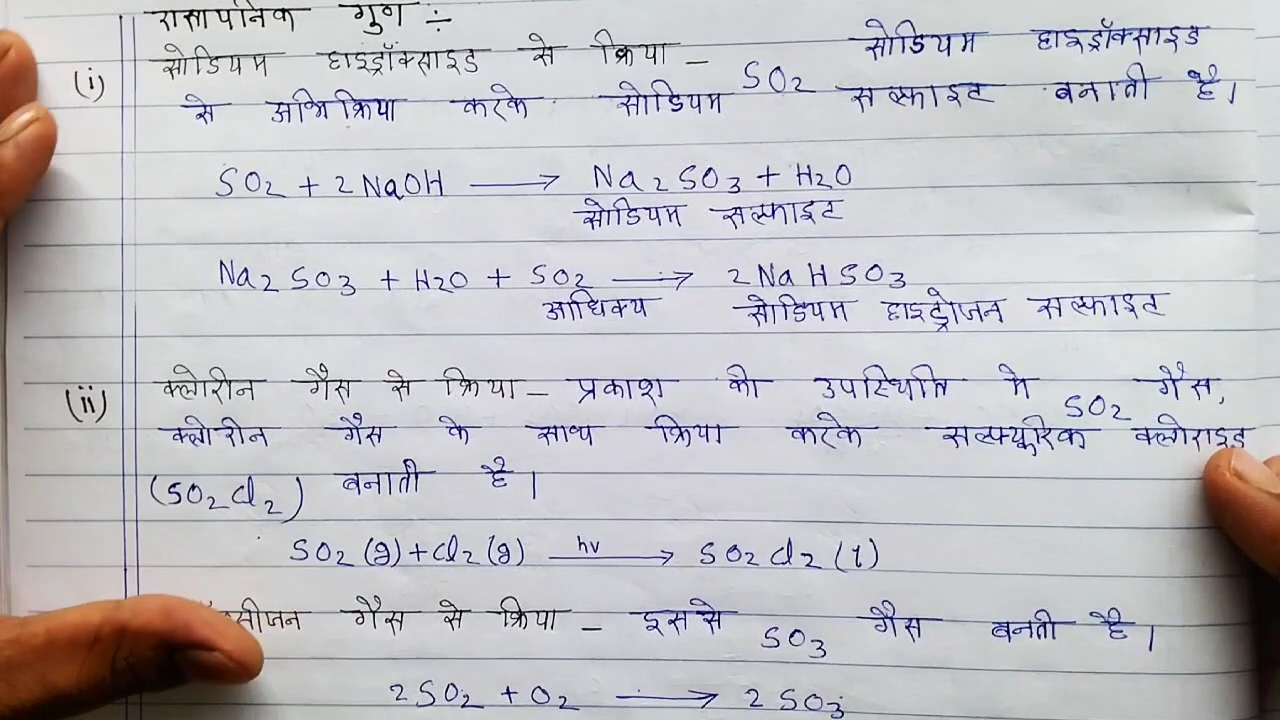 रासायनिक गुण ÷
(i) सोडियम हाइड्रॉक्साइड से क्रिया - SO2 सोडियम हाइड्रॉक्साइड
से अभिक्रिया करके सोडियम सल्फाइट बनाती है।
SO2 + 2NaOH ⟶ Na2SO3 + H2O
सोडियम सल्फाइट
Na2SO3 + H2O + SO2 ⟶ 2NaHSO3
आधिक्य सोडियम हाइड्रोजन सल्फाइट
(ii) क्लोरीन गैस से क्रिया - प्रकाश की उपस्थिति मे SO2 गैस,
क्लोरीन गैस के साथ क्रिया करके सल्फ्यूरिक क्लोराइड
(SO2Cl2) बनाती है।
SO2(g) + Cl2(g) hv ⟶ SO2Cl2(l)
गैस से क्रिया - इससे SO3 गैस बनती है।
2SO2 + O2 ⟶ 2SO3